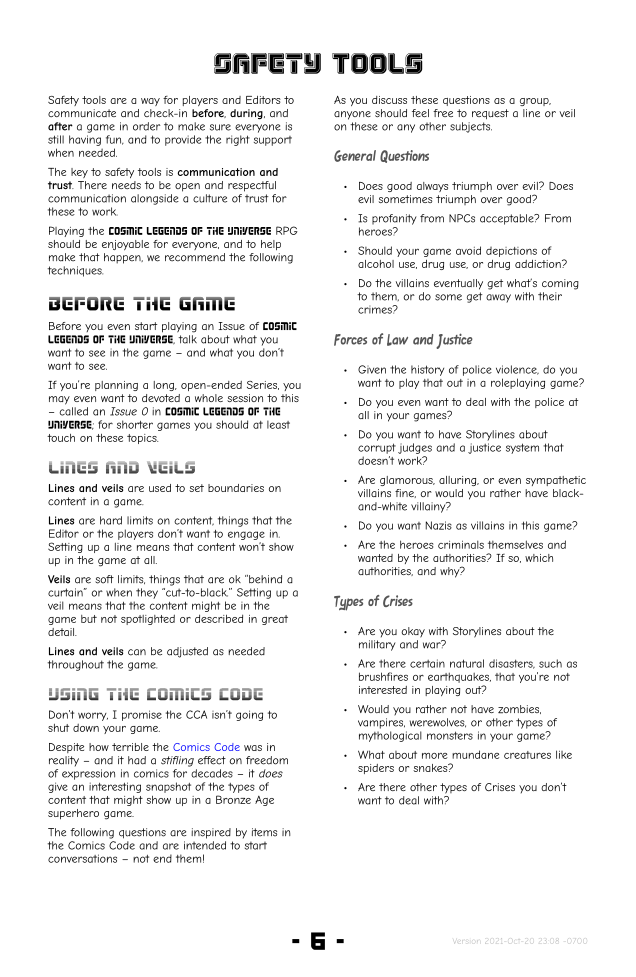 SAFETY TOOLS
Safety tools are a way for players and Editors to
communicate and check-in before, during, and
after a game in order to make sure everyone is
still having fun, and to provide the right support
when needed.
The key to safety tools is communication and
trust. There needs to be open and respectful
communication alongside a culture of trust for
these to work.
Playing the COSMIC LEGENDS OF THE UNIVERSE RPG
should be enjoyable for everyone, and to help
make that happen, we recommend the following
techniques.
BEFORE THE GAME
Before you even start playing an Issue of COSMIC
LEGENDS OF THE UNIVERSE, talk about what you
want to see in the game – and what you don't
want to see.
If you're planning a long, open-ended Series, you
may even want to devoted a whole session to this
– called an Issue 0 in COSMIC LEGENDS OF THE
UNIVERSE; for shorter games you should at least
touch on these topics.
LINES AND VEILS
Lines and veils are used to set boundaries on
content in a game.
Lines are hard limits on content, things that the
Editor or the players don't want to engage in.
Setting up a line means that content won't show
up in the game at all.
Veils are soft limits, things that are ok "behind a
curtain" or when they "cut-to-black." Setting up a
veil means that the content might be in the
game but not spotlighted or described in great
detail.
Lines and veils can be adjusted as needed
throughout the game.
USING THE COMICS CODE
Don't worry, I promise the CCA isn't going to
shut down your game.
Despite how terrible the Comics Code was in
reality – and it had a stifling effect on freedom
of expression in comics for decades – it does
give an interesting snapshot of the types of
content that might show up in a Bronze Age
superhero game.
The following questions are inspired by items in
the Comics Code and are intended to start
conversations – not end them!
As you discuss these questions as a group,
anyone should feel free to request a line or veil
on these or any other subjects.
General Questions
• Does good always triumph over evil? Does
evil sometimes triumph over good?
• Is profanity from NPCs acceptable? From
heroes?
• Should your game avoid depictions of
alcohol use, drug use, or drug addiction?
• Do the villains eventually get what's coming
to them, or do some get away with their
crimes?
Forces of Law and Justice
• Given the history of police violence, do you
want to play that out in a roleplaying game?
• Do you even want to deal with the police at
all in your games?
• Do you want to have Storylines about
corrupt judges and a justice system that
doesn't work?
• Are glamorous, alluring, or even sympathetic
villains fine, or would you rather have black-
and-white villainy?
• Do you want Nazis as villains in this game?
• Are the heroes criminals themselves and
wanted by the authorities? If so, which
authorities, and why?
Types of Crises
• Are you okay with Storylines about the
military and war?
• Are there certain natural disasters, such as
brushfires or earthquakes, that you're not
interested in playing out?
• Would you rather not have zombies,
vampires, werewolves, or other types of
mythological monsters in your game?
• What about more mundane creatures like
spiders or snakes?
• Are there other types of Crises you don't
want to deal with?
- 6 -
Version 2021-Oct-20 23:08 -0700